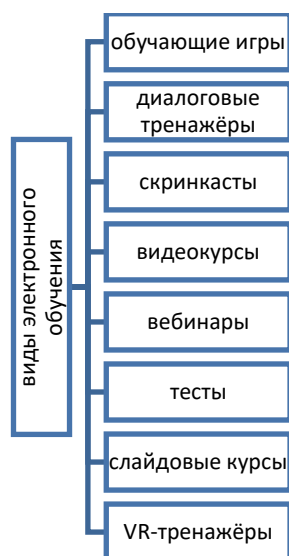 виды электронного
обучения
обучающие игры
диалоговые
тренажёры
скринкасты
видеокурсы
вебинары
тесты
слайдовые курсы
VR-тренажёры